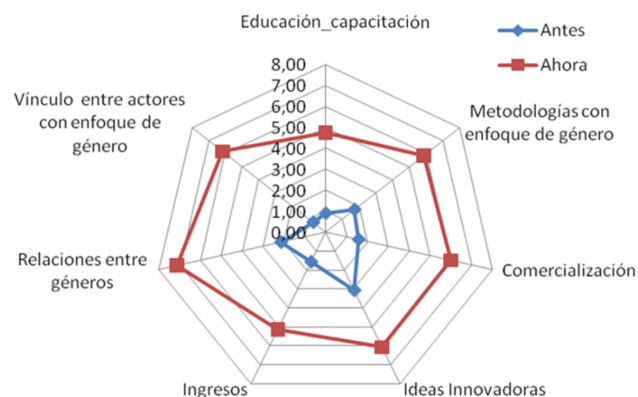 Educación_capacitación
Antes
Ahora
8,00
7,00
6,00
5,00
4,00
3,00
2,00
1,00
0,00
Vínculo entre actores
con enfoque de
género
Metodologías con
enfoque de género
Relaciones entre
géneros
Comercialización
Ingresos
Ideas Innovadoras